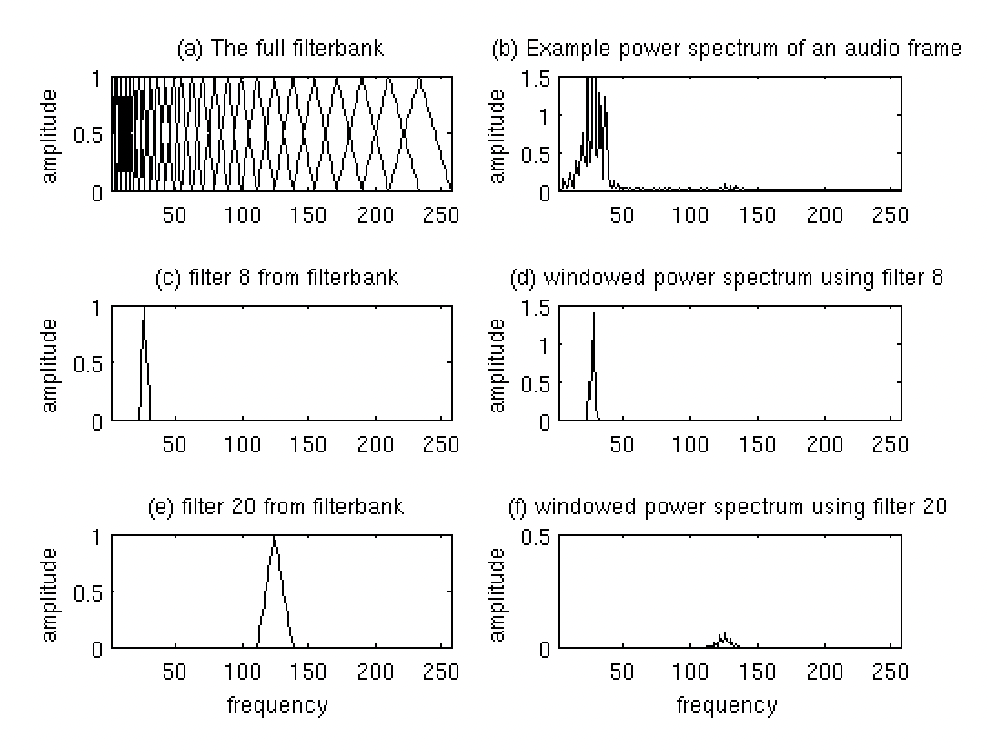 (a) The full filterbank
amplitude
1
0.5
0
50 100 150 200 250
(b) Example power spectrum of an audio frame
amplitude
1.5
1
0.5
0
50 100 150 200 250
(c) filter 8 from filterbank
amplitude
1
0.5
0
50 100 150 200 250
(d) windowed power spectrum using filter 8
amplitude
1.5
1
0.5
0
50 100 150 200 250
(e) filter 20 from filterbank
amplitude
1
0.5
0
50 100 150 200 250
frequency
(f) windowed power spectrum using filter 20
amplitude
0.5
0
50 100 150 200 250
frequency